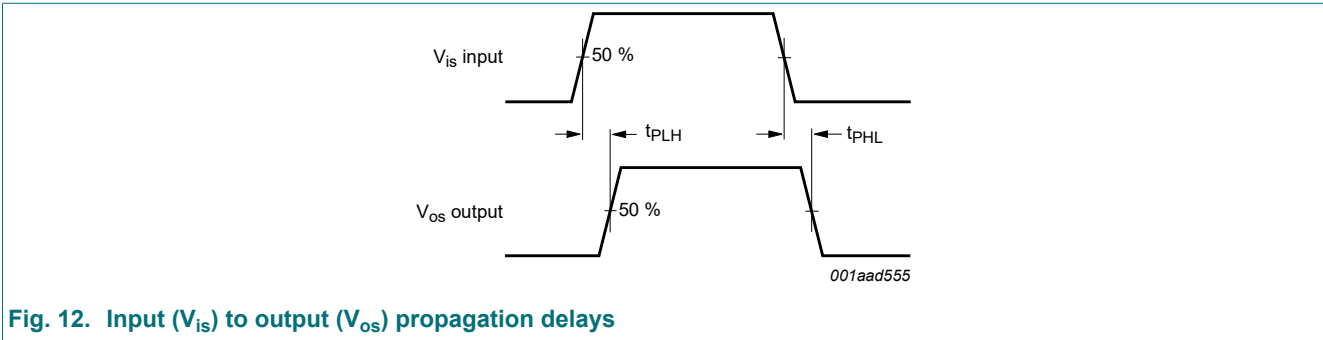 V_is input
50 %
t_PLH
t_PHL
V_os output
50 %
001aad555
Fig. 12. Input (V_is) to output (V_os) propagation delays